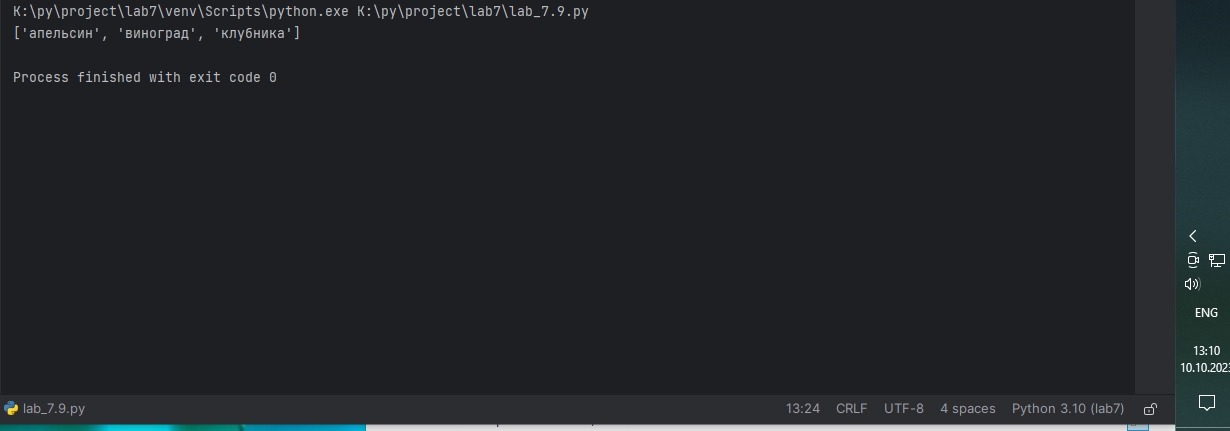 K:\py\project\lab7\venv\Scripts\python.exe K:\py\project\lab7\lab_7.9.py
['апельсин', 'виноград', 'клубника']
Process finished with exit code 0
ENG
13:10
10.10.202
lab_7.9.py 13:24 CRLF UTF-8 4 spaces Python 3.10 (lab7)